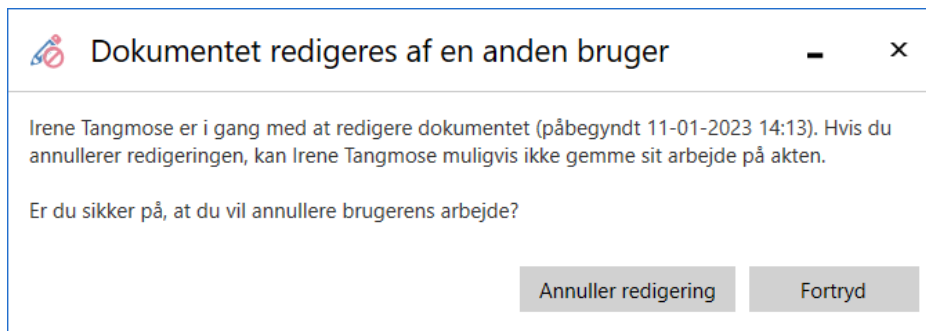 Dokumentet redigeres af en anden bruger
Irene Tangmose er i gang med at redigere dokumentet (påbegyndt 11-01-2023 14:13). Hvis du
annullerer redigeringen, kan Irene Tangmose muligvis ikke gemme sit arbejde på akten.
Er du sikker på, at du vil annullere brugerens arbejde?
Annuller redigering
Fortryd